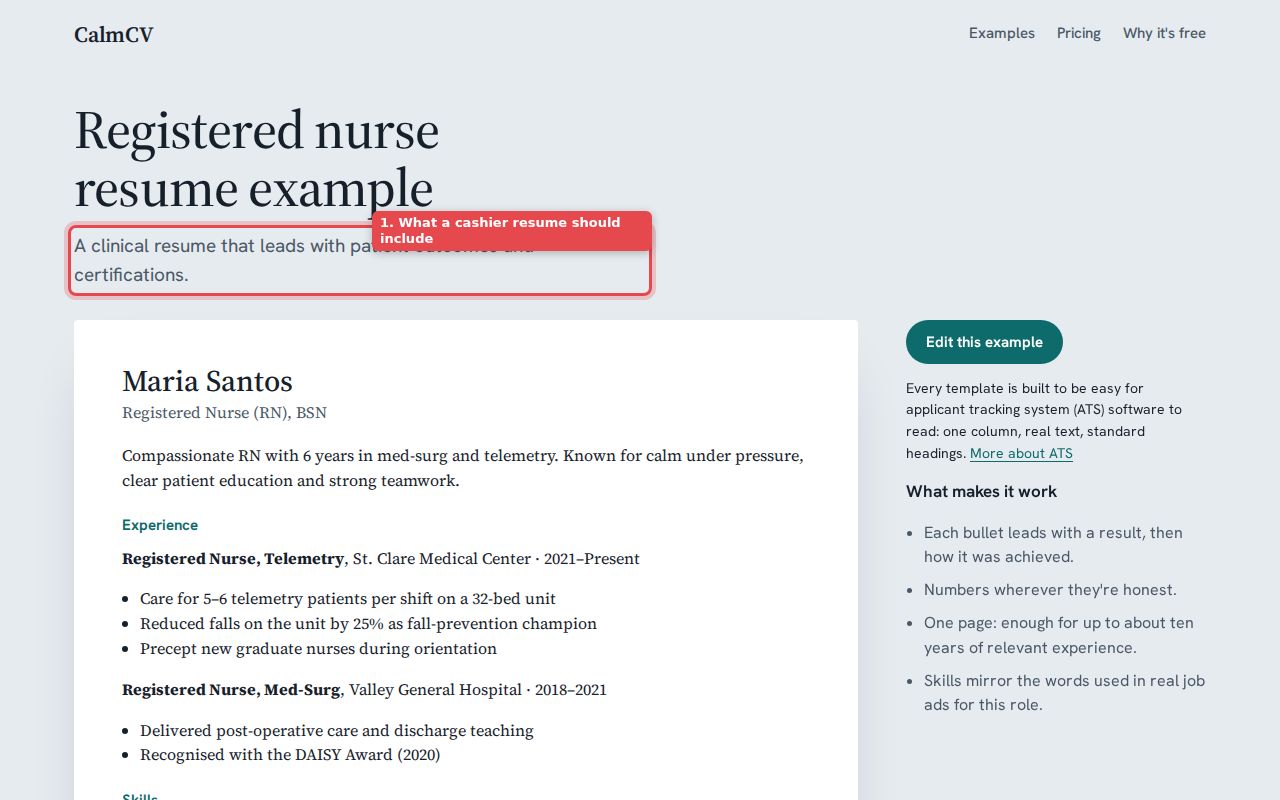 CalmCV
Examples
Pricing
Why it's free
Registered nurse
resume example
1. What a cashier resume should
include
A clinical resume that leads with
certifications.
Maria Santos
Registered Nurse (RN), BSN
Compassionate RN with 6 years in med-surg and telemetry. Known for calm under pressure,
clear patient education and strong teamwork.
Experience
Registered Nurse, Telemetry, St. Clare Medical Center · 2021–Present
Care for 5–6 telemetry patients per shift on a 32-bed unit
Reduced falls on the unit by 25% as fall-prevention champion
Precept new graduate nurses during orientation
Registered Nurse, Med-Surg, Valley General Hospital · 2018–2021
Delivered post-operative care and discharge teaching
Recognised with the DAISY Award (2020)
Skills
Edit this example
Every template is built to be easy for
applicant tracking system (ATS) software to
read: one column, real text, standard
headings. More about ATS
What makes it work
Each bullet leads with a result, then
how it was achieved.
Numbers wherever they're honest.
One page: enough for up to about ten
years of relevant experience.
Skills mirror the words used in real job
ads for this role.